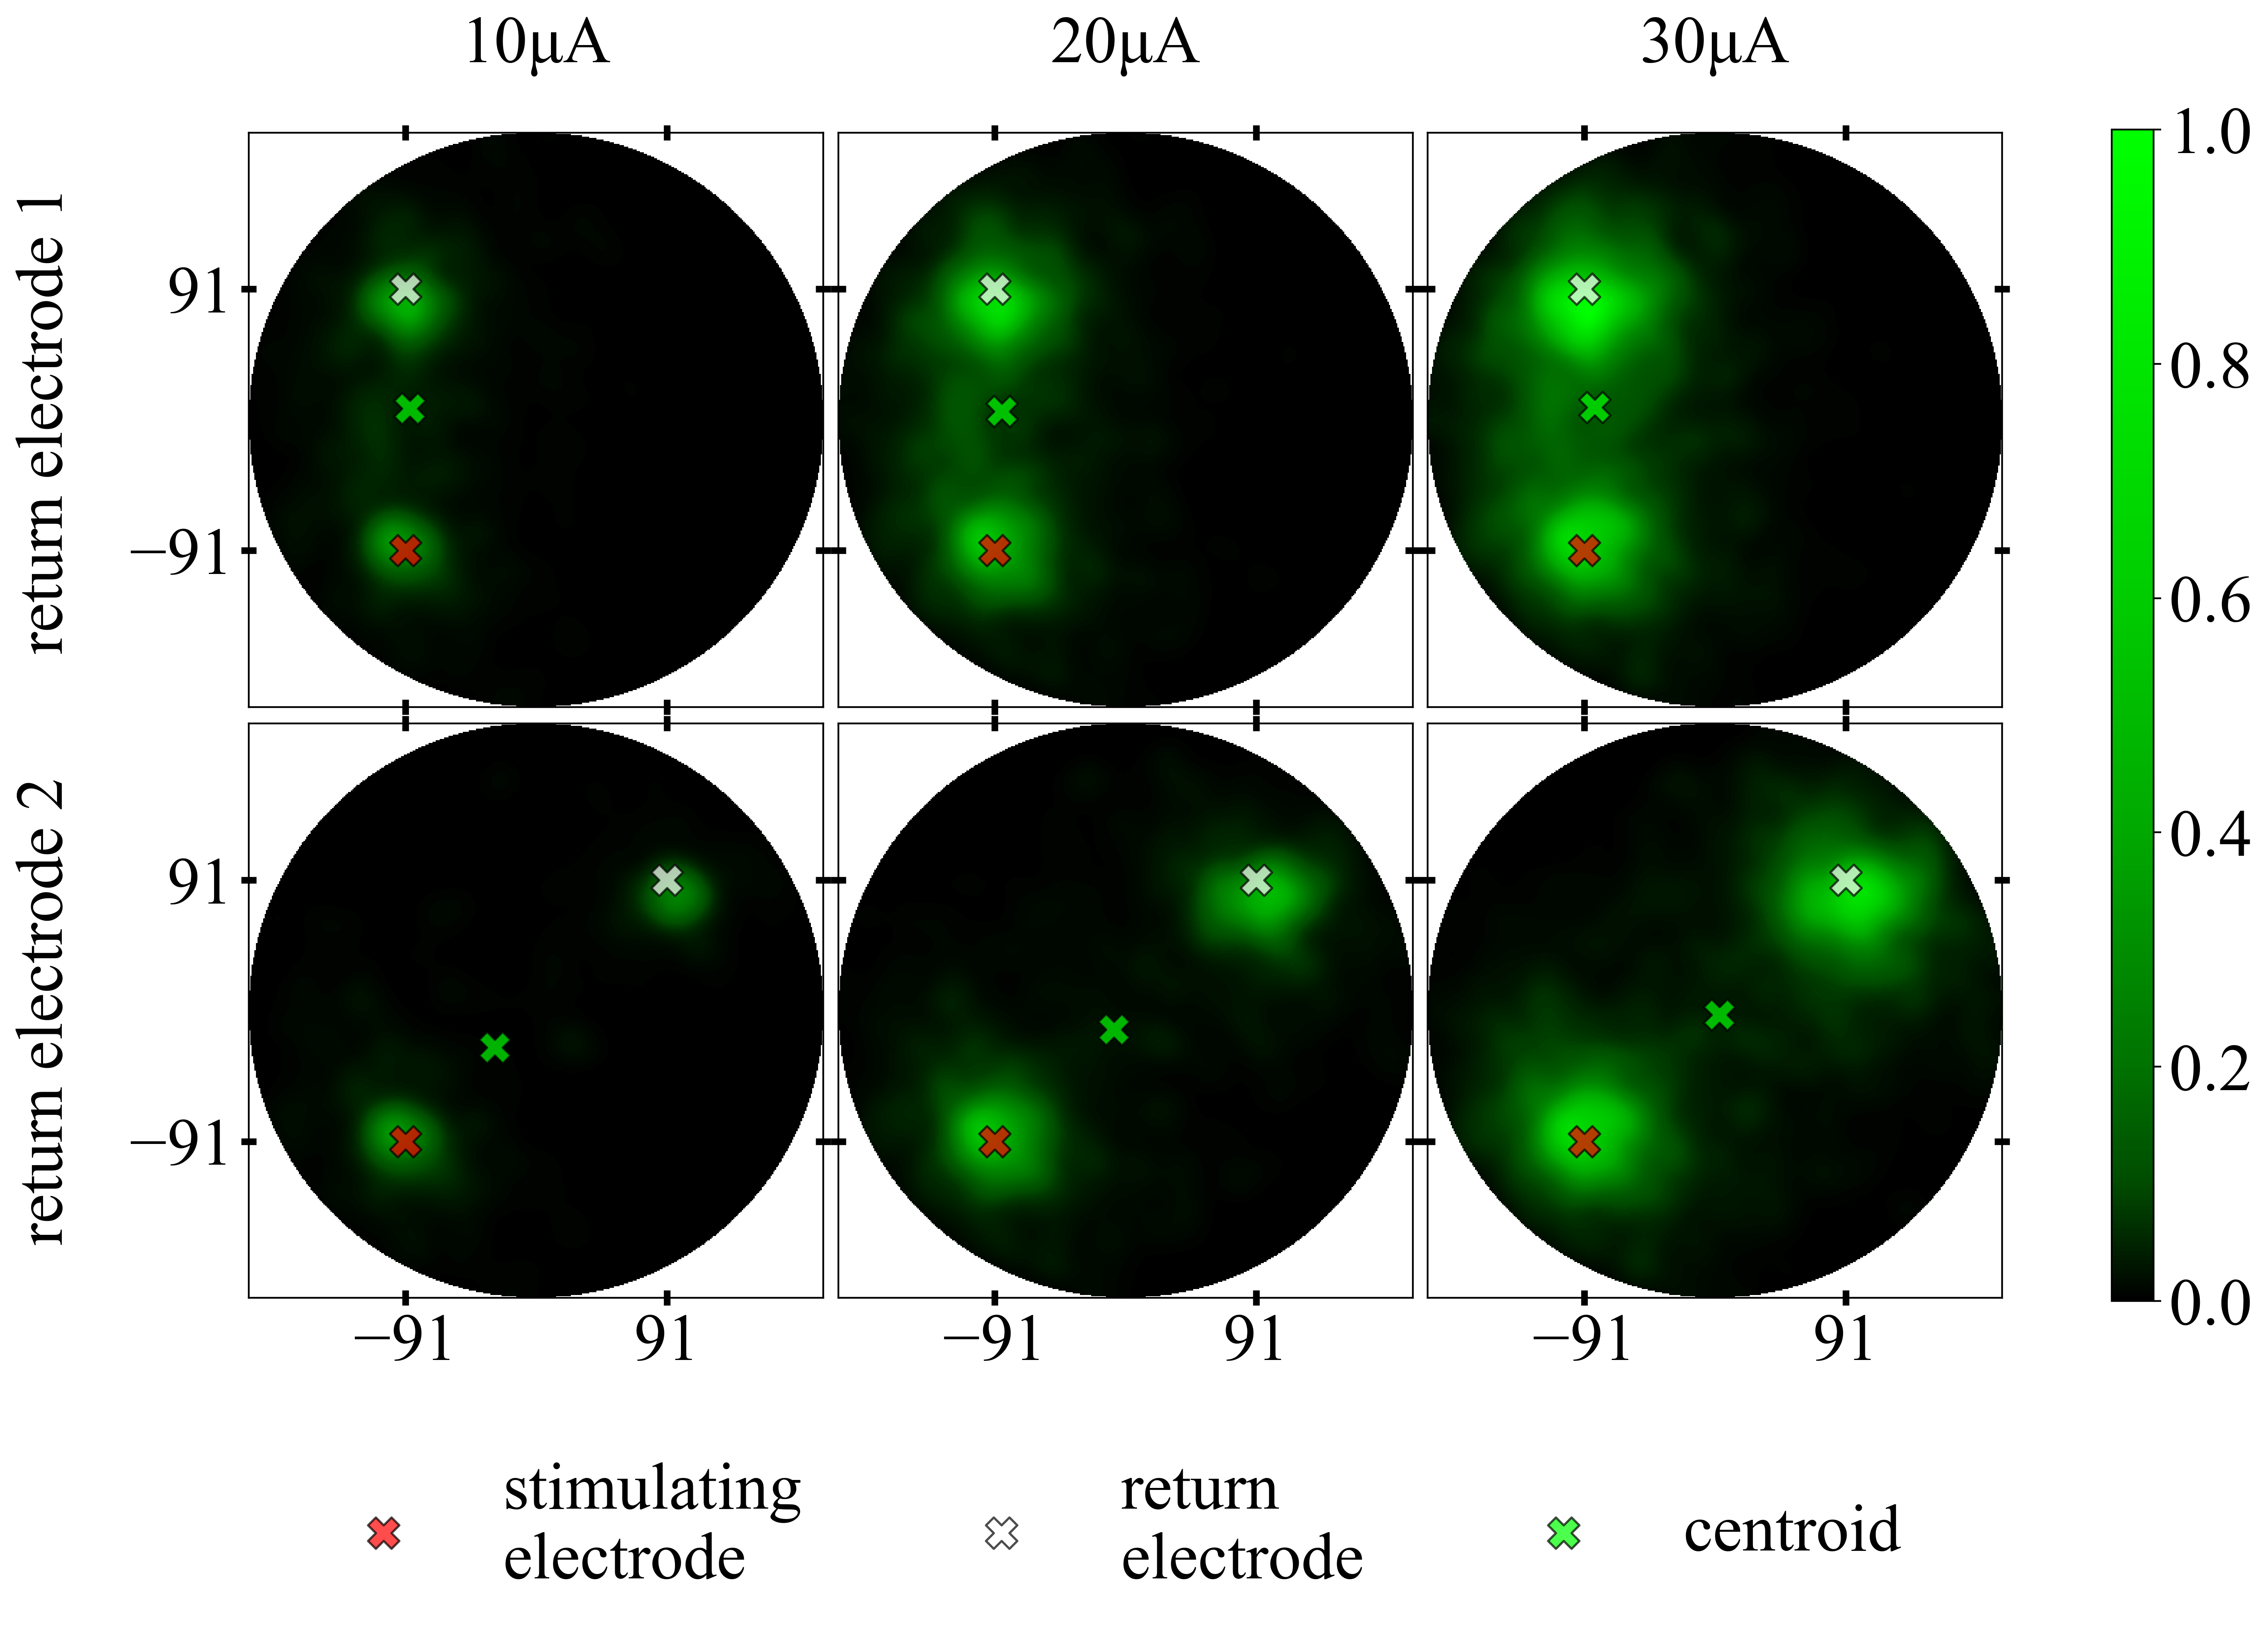 10μA 20μA 30μA
return electrode 1
91
−91
return electrode 2
91
−91
−91 91 −91 91 −91 91
1.0
0.8
0.6
0.4
0.2
0.0
stimulating
electrode
return
electrode
centroid